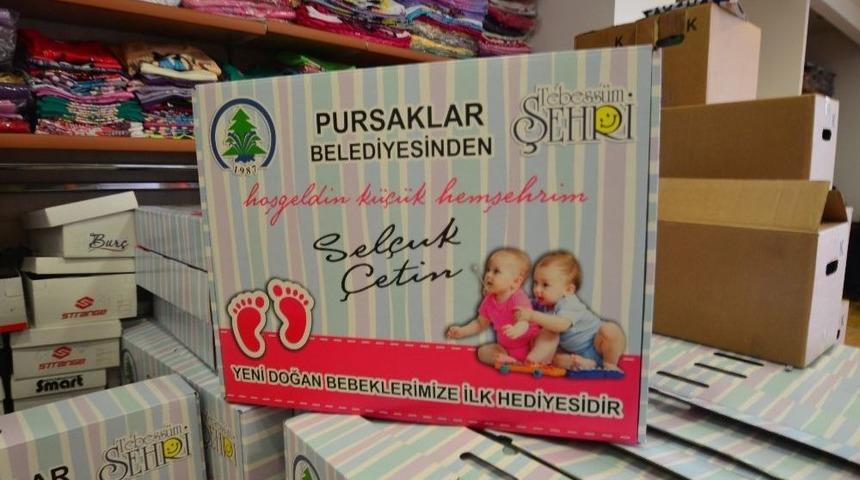 PURSAKLAR
BELEDİYESİNDEN
Tebessüm
ŞEHRİ
1987
hoşgeldin küçük hemşehrim
Selçuk
Çetin
YENİ DOĞAN BEBEKLERİMİZE İLK HEDİYESİDİR
Burç
STRANGE
STRANGE
Smart
Tebessüm
ŞEHRİ
AR
K
K